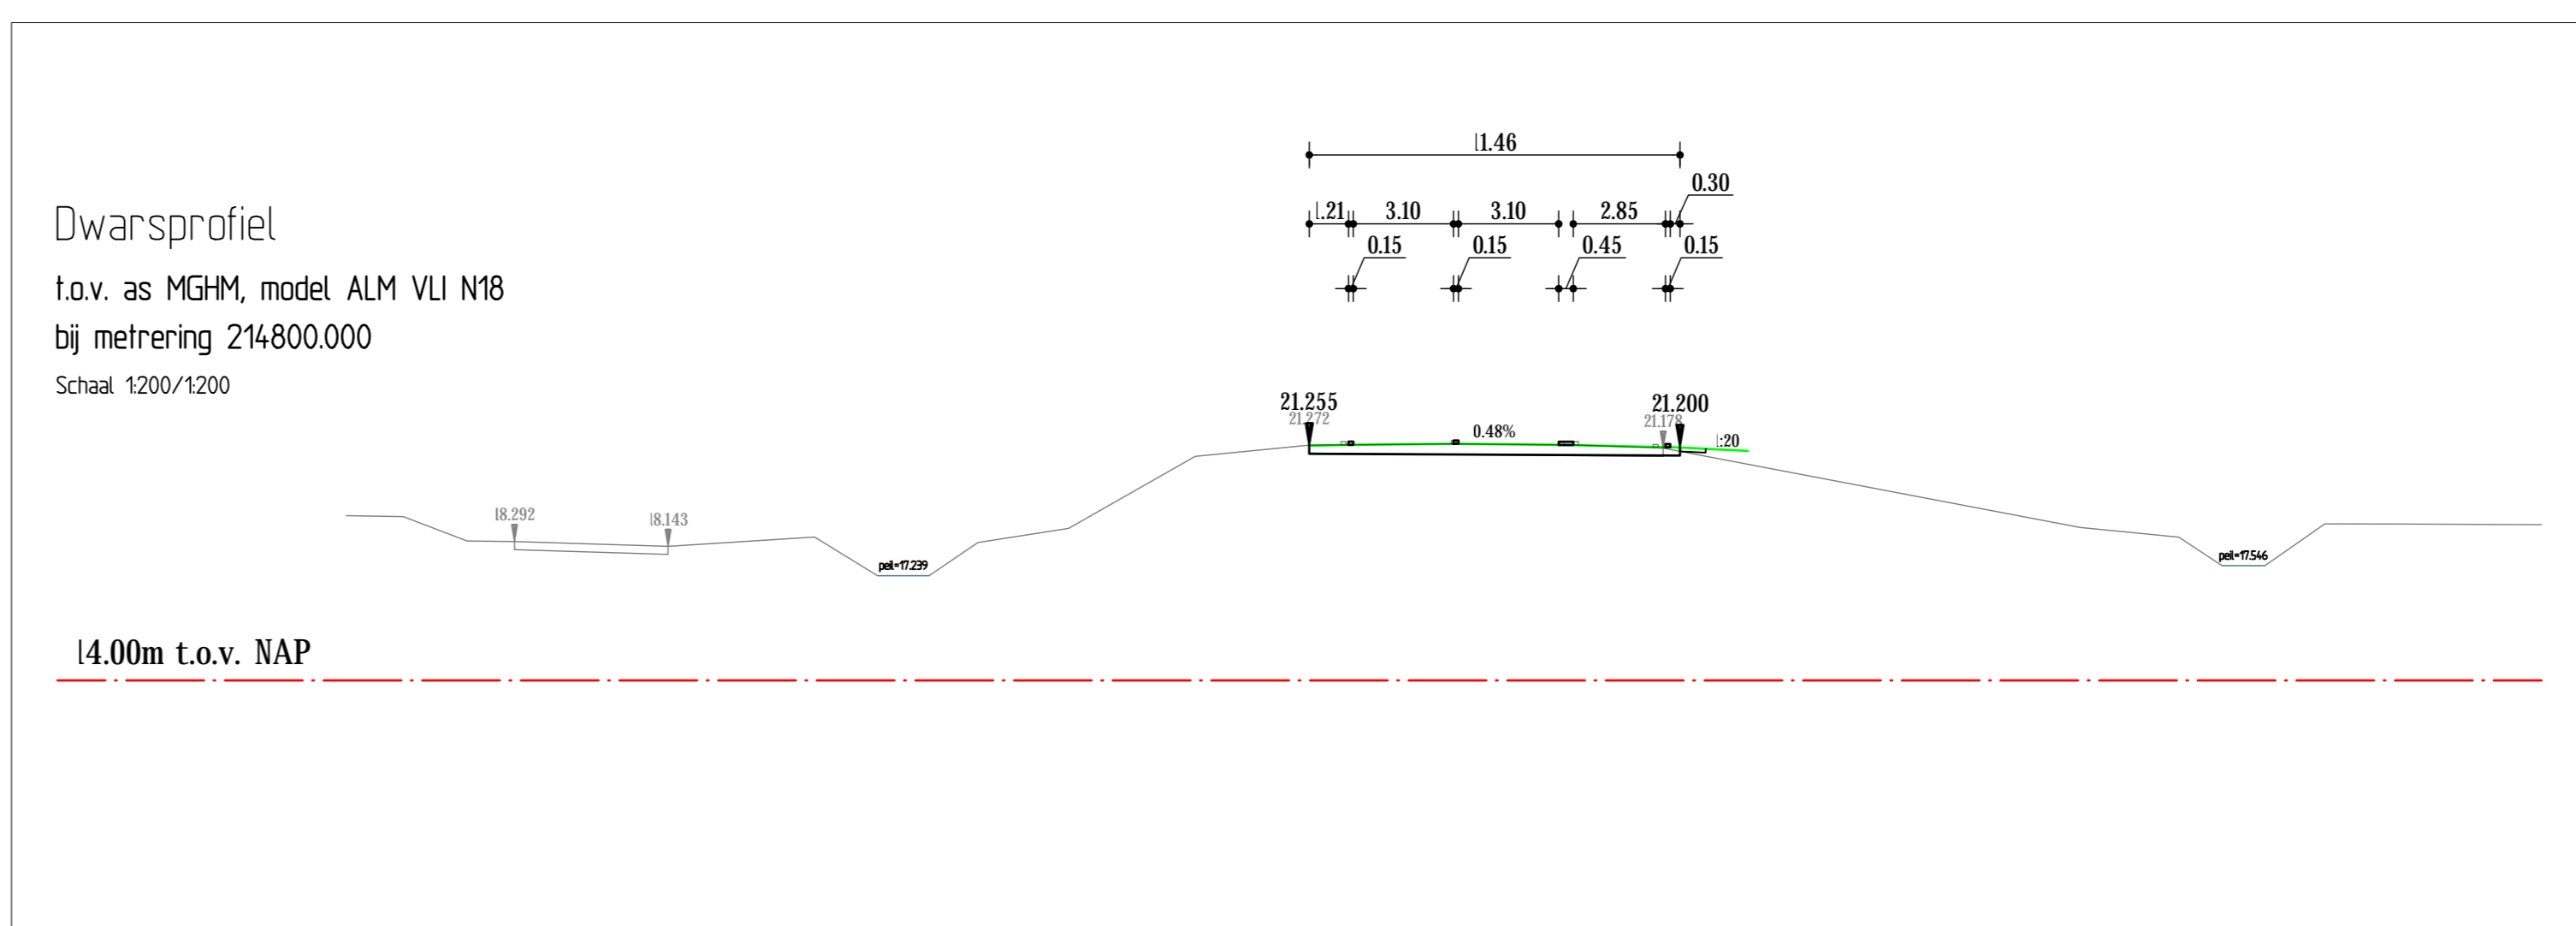 11.46
0.30
1.21 3.10 3.10 2.85
0.15 0.15 0.45 0.15
Dwarsprofiel
t.o.v. as MGHM, model ALM VLI N18
bij metrering 214800.000
Schaal 1:200/1:200
21.255 21.200
21.272 21.178
0.48% 1:20
18.292 18.143
peil=17.239 peil=17.546
14.00m t.o.v. NAP